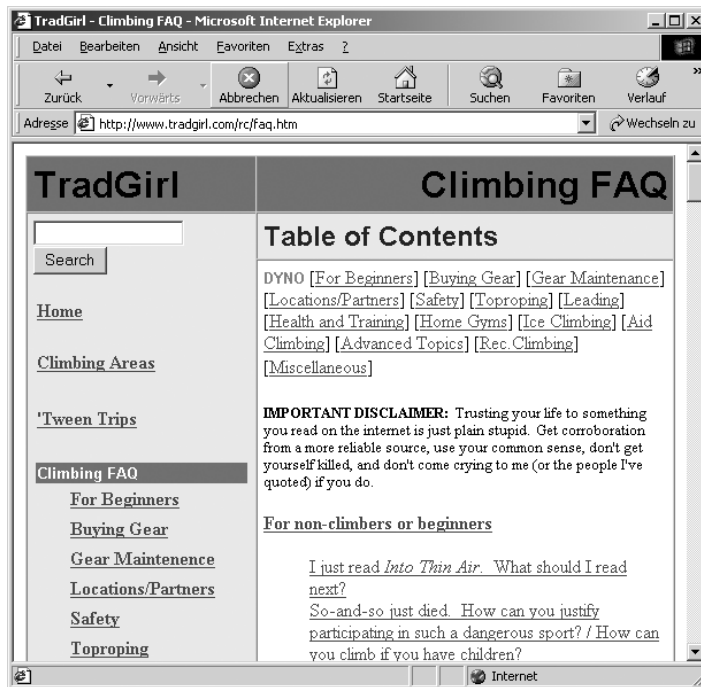 TradGirl - Climbing FAQ - Microsoft Internet Explorer
Datei Bearbeiten Ansicht Favoriten Extras ?
Zurück Vorwärts Abbrechen Aktualisieren Startseite Suchen Favoriten Verlauf »
Adresse http://www.tradgirl.com/rc/faq.htm Wechseln zu
TradGirl
Climbing FAQ
Search
Home
Climbing Areas
'Tween Trips
Climbing FAQ
For Beginners
Buying Gear
Gear Maintenence
Locations/Partners
Safety
Toproping
Table of Contents
DYNO [For Beginners] [Buying Gear] [Gear Maintenance]
[Locations/Partners] [Safety] [Toproping] [Leading]
[Health and Training] [Home Gyms] [Ice Climbing] [Aid
Climbing] [Advanced Topics] [Rec.Climbing]
[Miscellaneous]
IMPORTANT DISCLAIMER: Trusting your life to something
you read on the internet is just plain stupid. Get corroboration
from a more reliable source, use your common sense, don't get
yourself killed, and don't come crying to me (or the people I've
quoted) if you do.
For non-climbers or beginners
I just read Into Thin Air. What should I read
next?
So-and-so just died. How can you justify
participating in such a dangerous sport? / How can
you climb if you have children?
Internet